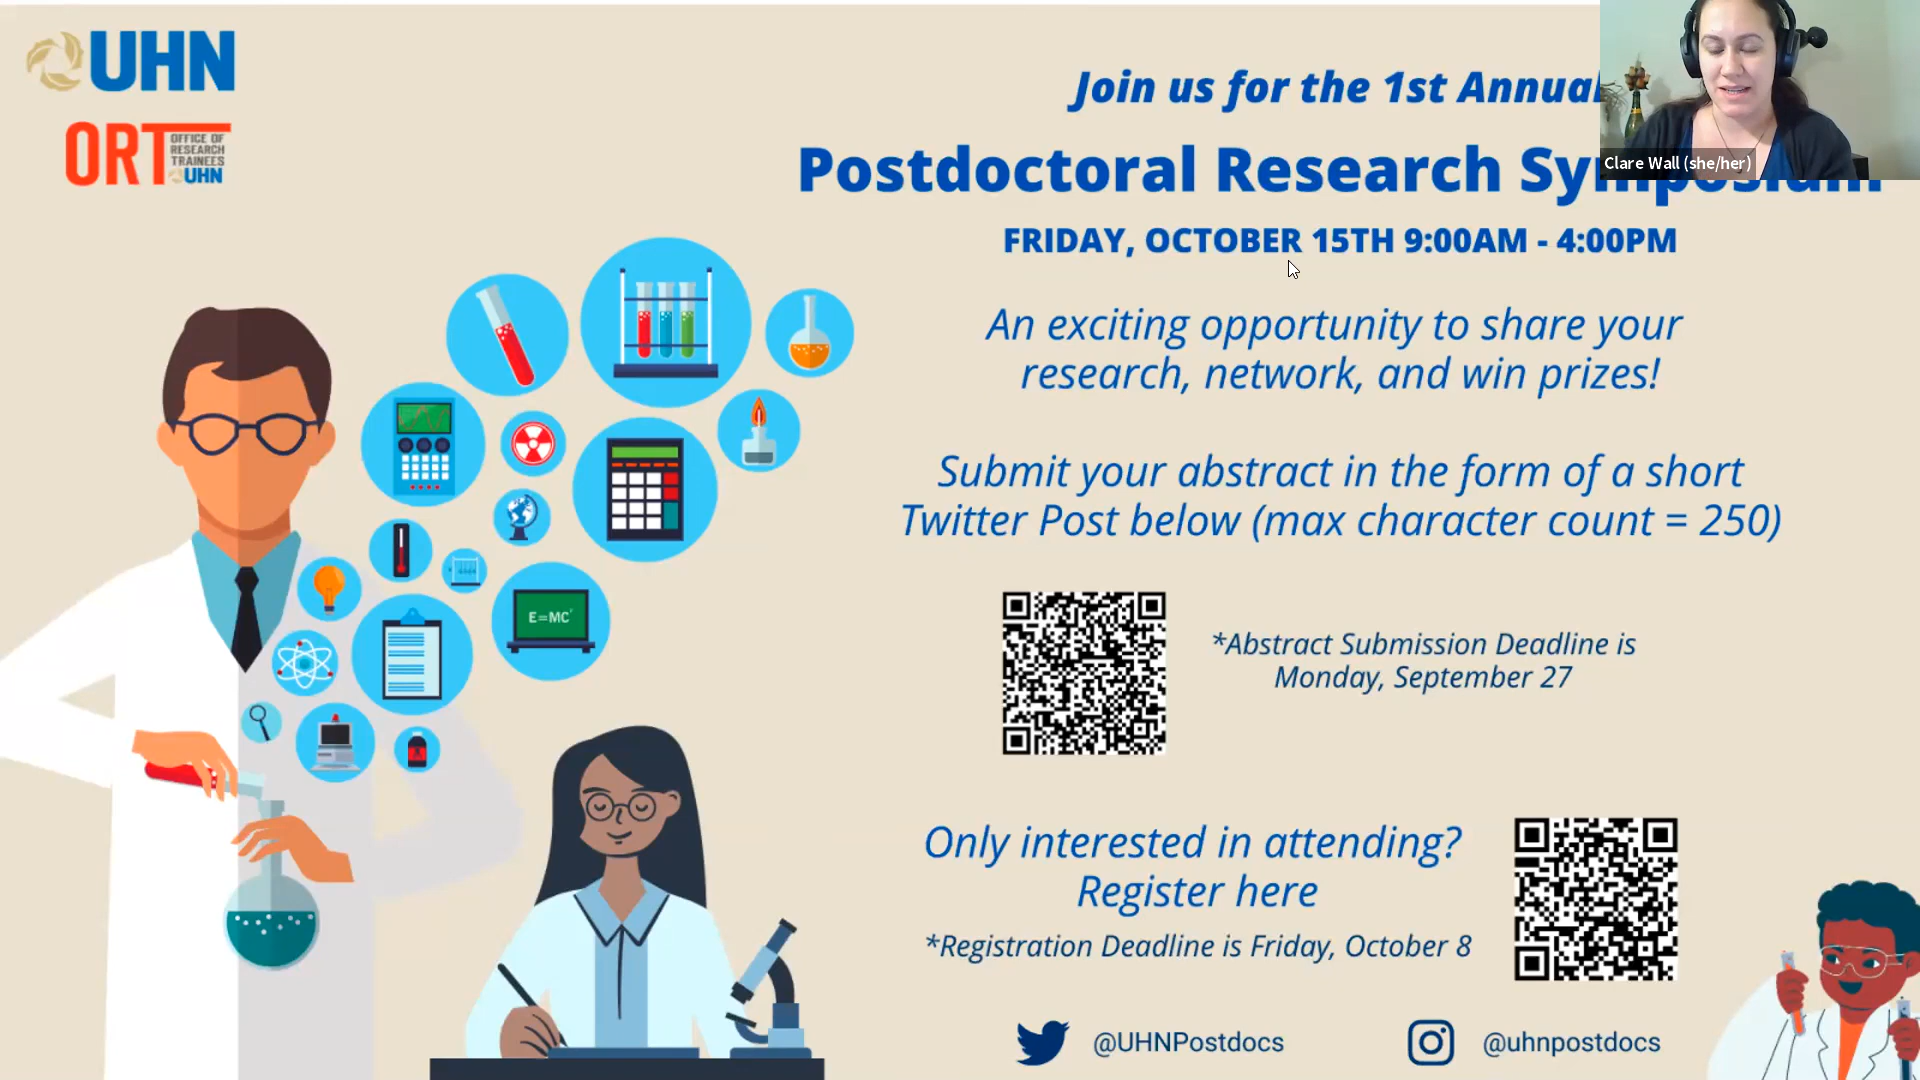 UHN
ORT
OFFICE OF
RESEARCH
TRAINEES
UHN
Join us for the 1st Annual
Postdoctoral Research Symposium
FRIDAY, OCTOBER 15TH 9:00AM - 4:00PM
Clare Wall (she/her)
An exciting opportunity to share your
research, network, and win prizes!
Submit your abstract in the form of a short
Twitter Post below (max character count = 250)
E=MC²
*Abstract Submission Deadline is
Monday, September 27
Only interested in attending?
Register here
*Registration Deadline is Friday, October 8
@UHNPostdocs
@uhnpostdocs